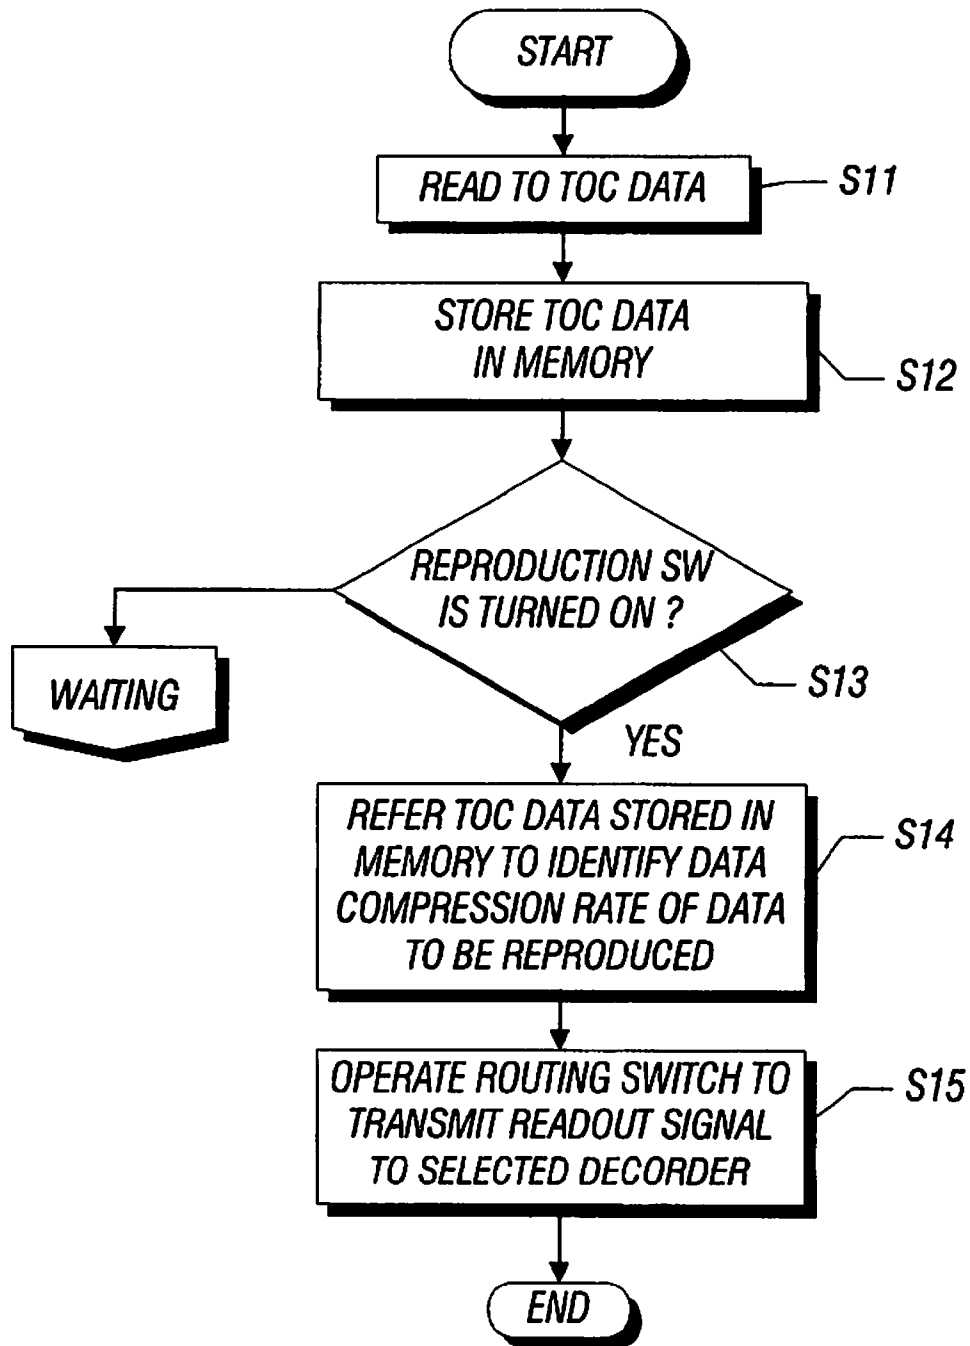 START
READ TO TOC DATA
S11
STORE TOC DATA
IN MEMORY
S12
REPRODUCTION SW
IS TURNED ON ?
S13
WAITING
YES
REFER TOC DATA STORED IN
MEMORY TO IDENTIFY DATA
COMPRESSION RATE OF DATA
TO BE REPRODUCED
S14
OPERATE ROUTING SWITCH TO
TRANSMIT READOUT SIGNAL
TO SELECTED DECORDER
S15
END